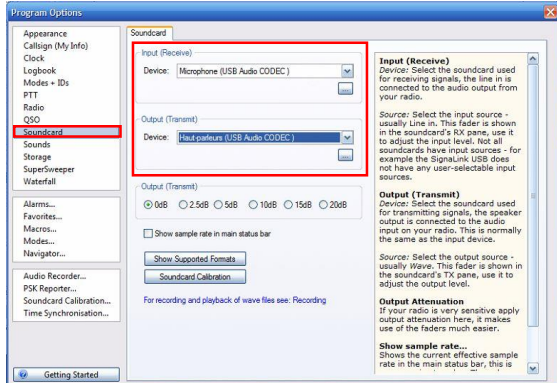 Program Options
Appearance
Callsign (My Info)
Clock
Logbook
Modes + IDs
PTT
Radio
QSO
Soundcard
Sounds
Storage
SuperSweeper
Waterfall
Alarms...
Favorites...
Macros...
Modes...
Navigator...
Audio Recorder...
PSK Reporter...
Soundcard Calibration...
Time Synchronisation...
Getting Started
Soundcard
Input (Receive)
Device: Microphone (USB Audio CODEC )
...
Output (Transmit)
Device: Haut-parleurs (USB Audio CODEC )
...
Output (Transmit)
0dB 2.5dB 5dB 10dB 15dB 20dB
Show sample rate in main status bar
Show Supported Formats
Soundcard Calibration
For recording and playback of wave files see: Recording
Input (Receive)
Device: Select the soundcard used
for receiving signals, the line in is
connected to the audio output from
your radio.
Source: Select the input source -
usually Line in. This fader is shown
in the soundcard's RX pane, use it
to adjust the input level. Not all
soundcards have input sources - for
example the SignaLink USB does
not have any user-selectable input
sources.
Output (Transmit)
Device: Select the soundcard used
for transmitting signals, the speaker
output is connected to the audio
input on your radio. This is normally
the same as the input device.
Source: Select the output source -
usually Wave. This fader is shown in
the soundcard's TX pane, use it to
adjust the output level.
Output Attenuation
If your radio is very sensitive apply
output attenuation here, it makes
use of the faders much easier.
Show sample rate...
Shows the current effective sample
rate in the main status bar, this is